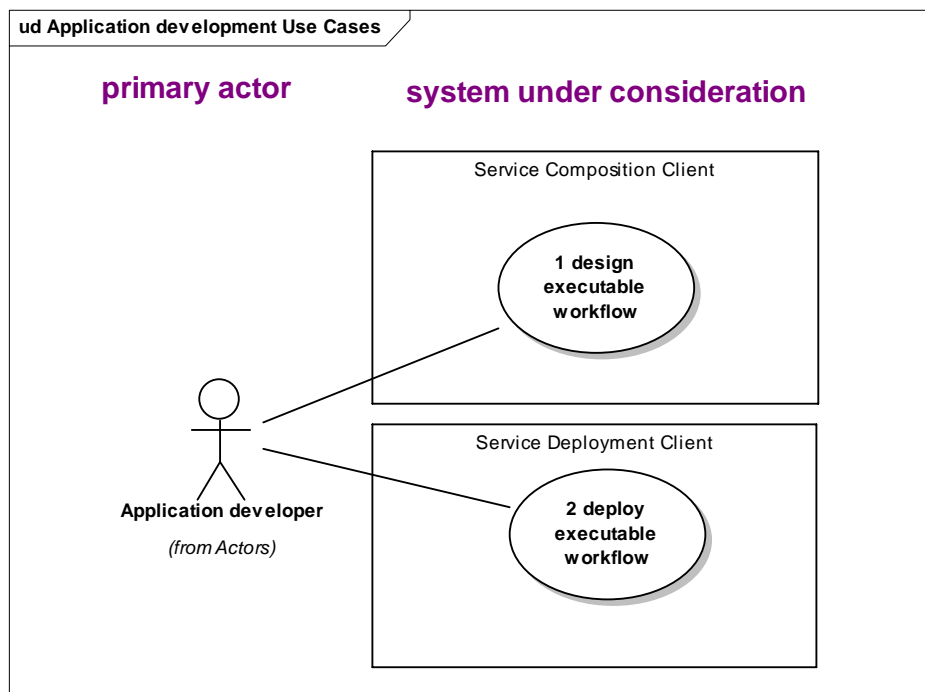 ud Application development Use Cases
primary actor
system under consideration
Service Composition Client
1 design
executable
workflow
Service Deployment Client
Application developer
(from Actors)
2 deploy
executable
workflow